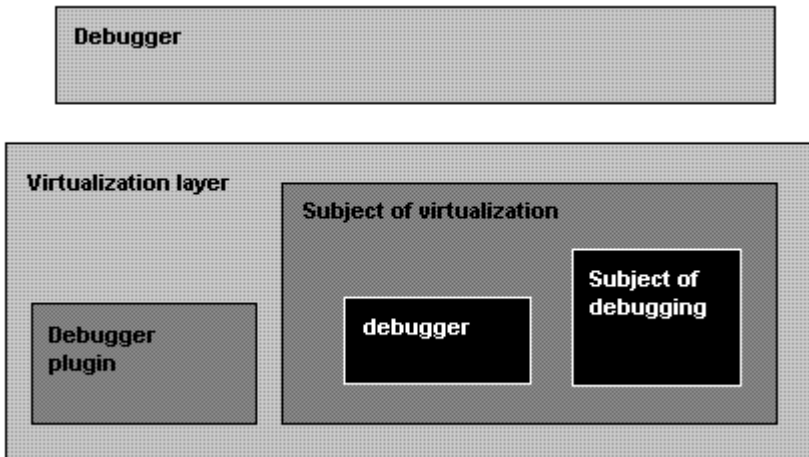 Debugger
Virtualization layer
Subject of virtualization
Subject of
debugging
debugger
Debugger
plugin